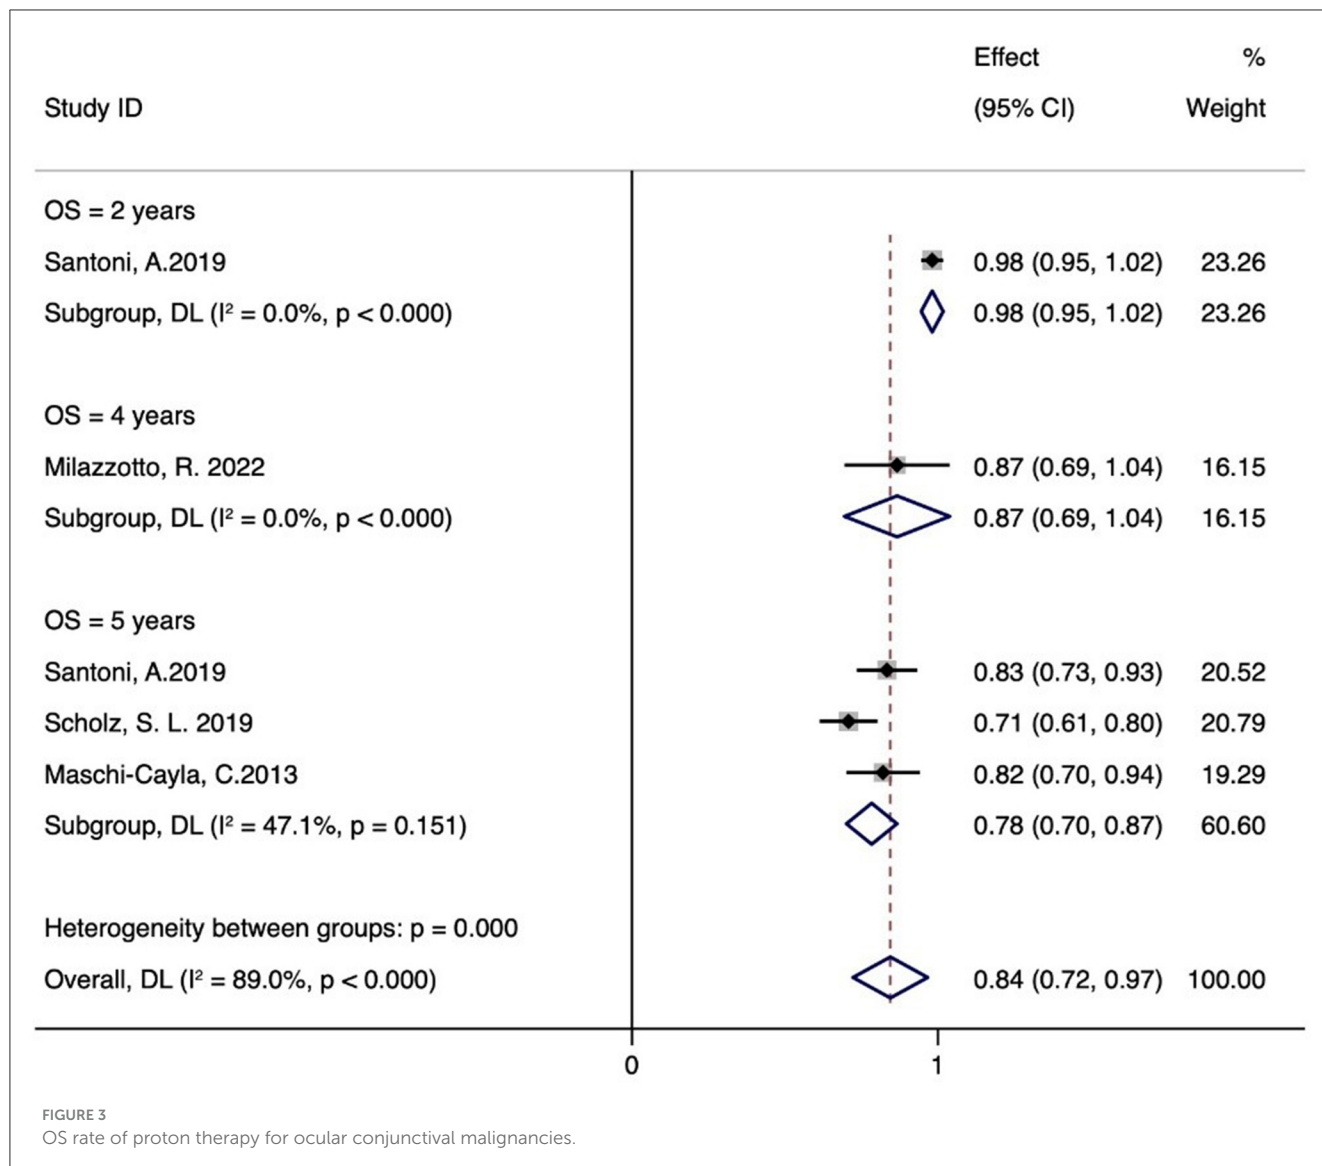 Effect %
Study ID (95% CI) Weight
OS = 2 years
Santoni, A.2019 0.98 (0.95, 1.02) 23.26
Subgroup, DL (I² = 0.0%, p < 0.000) 0.98 (0.95, 1.02) 23.26
OS = 4 years
Milazzotto, R. 2022 0.87 (0.69, 1.04) 16.15
Subgroup, DL (I² = 0.0%, p < 0.000) 0.87 (0.69, 1.04) 16.15
OS = 5 years
Santoni, A.2019 0.83 (0.73, 0.93) 20.52
Scholz, S. L. 2019 0.71 (0.61, 0.80) 20.79
Maschi-Cayla, C.2013 0.82 (0.70, 0.94) 19.29
Subgroup, DL (I² = 47.1%, p = 0.151) 0.78 (0.70, 0.87) 60.60
Heterogeneity between groups: p = 0.000
Overall, DL (I² = 89.0%, p < 0.000) 0.84 (0.72, 0.97) 100.00
0 1
FIGURE 3
OS rate of proton therapy for ocular conjunctival malignancies.